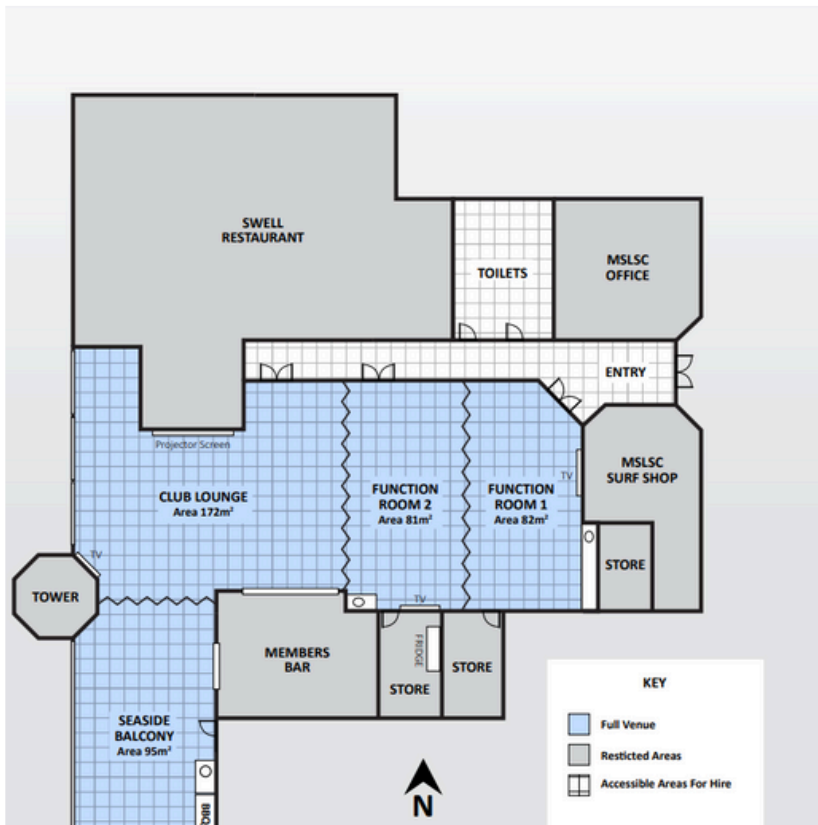 SWELL
RESTAURANT
TOILETS
MSLSC
OFFICE
ENTRY
Projector Screen
MSLSC
SURF SHOP
TV
CLUB LOUNGE
Area 172m²
FUNCTION
ROOM 2
Area 81m²
FUNCTION
ROOM 1
Area 82m²
TV
STORE
TOWER
TV
MEMBERS
BAR
FRIDGE
STORE
STORE
SEASIDE
BALCONY
Area 95m²
BBQ
N
KEY
Full Venue
Resticted Areas
Accessible Areas For Hire